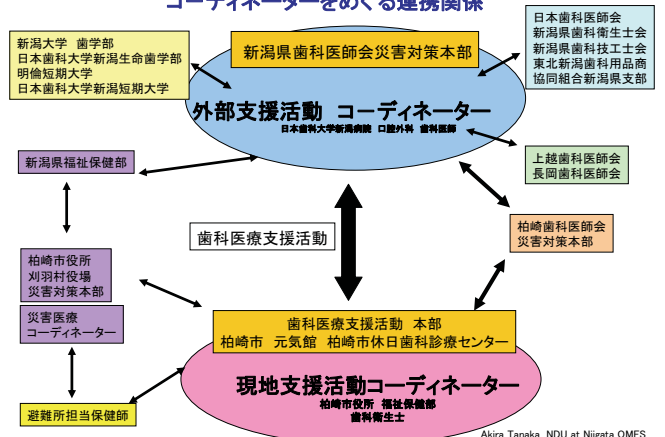 コーディネーターをめぐる連携関係
新潟大学 歯学部
日本歯科大学新潟生命歯学部
明倫短期大学
日本歯科大学新潟短期大学
新潟県歯科医師会災害対策本部
日本歯科医師会
新潟県歯科衛生士会
新潟県歯科技工士会
東北新潟歯科用品商
協同組合新潟県支部
外部支援活動 コーディネーター
日本歯科大学新潟病院 口腔外科 歯科医師
新潟県福祉保健部
上越歯科医師会
長岡歯科医師会
歯科医療支援活動
柏崎歯科医師会
災害対策本部
柏崎市役所
刈羽村役場
災害対策本部
災害医療
コーディネーター
歯科医療支援活動 本部
柏崎市 元気館 柏崎市休日歯科診療センター
現地支援活動コーディネーター
柏崎市役所 福祉保健部
歯科衛生士
避難所担当保健師
Akira Tanaka, NDU at Niigata OMFS